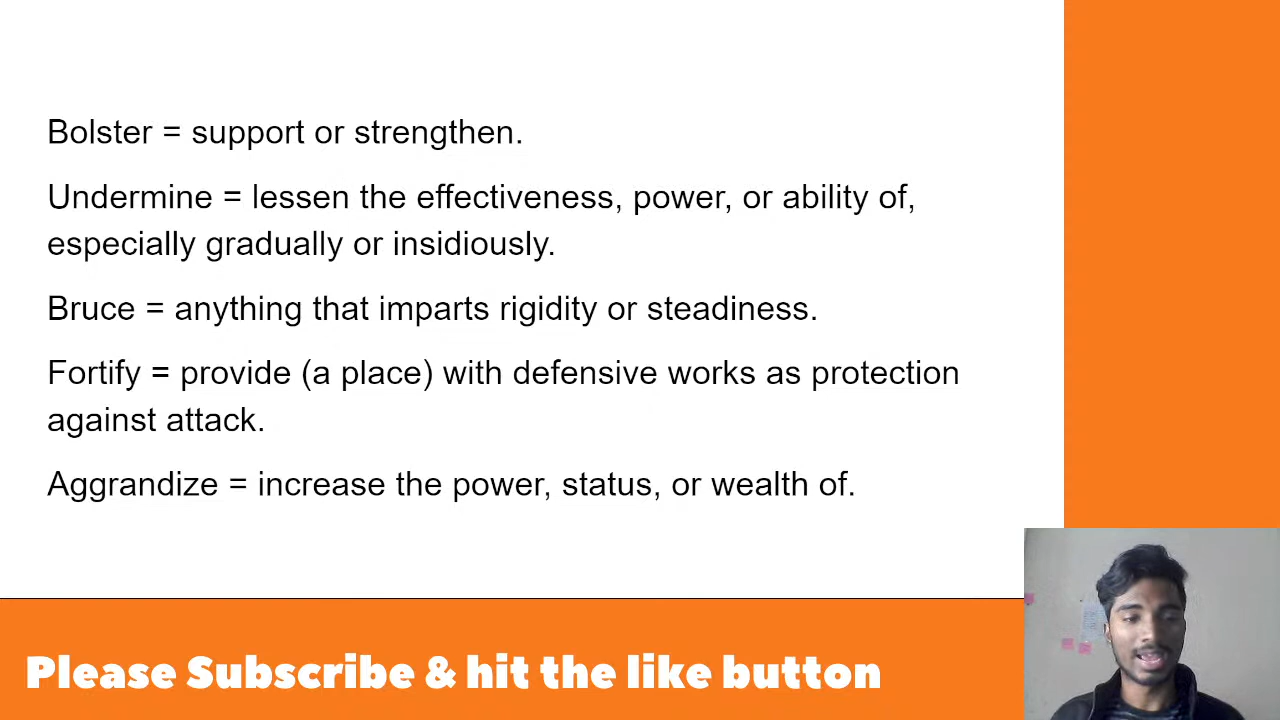 Bolster = support or strengthen.
Undermine = lessen the effectiveness, power, or ability of,
especially gradually or insidiously.
Bruce = anything that imparts rigidity or steadiness.
Fortify = provide (a place) with defensive works as protection
against attack.
Aggrandize = increase the power, status, or wealth of.
Please Subscribe & hit the like button